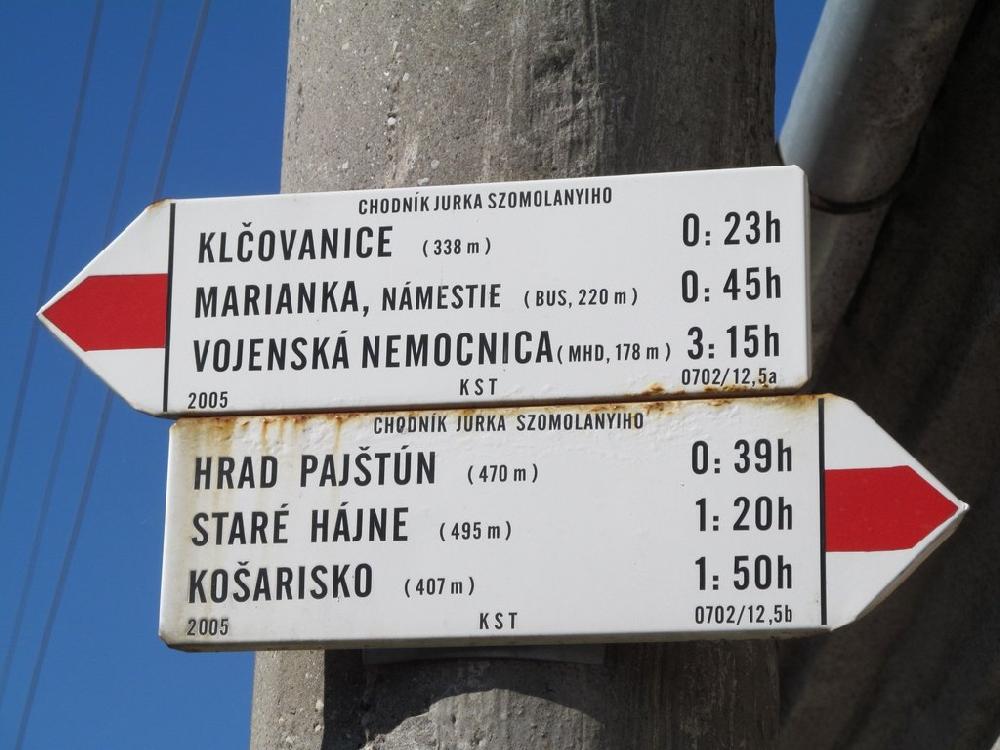 CHODNÍK JURKA SZOMOLANYIHO
KLČOVANICE (338 m) 0: 23h
MARIANKA, NÁMESTIE (BUS, 220 m) 0: 45h
VOJENSKÁ NEMOCNICA (MHD, 178 m) 3: 15h
2005 KST 0702/12,5a
CHODNÍK JURKA SZOMOLANYIHO
HRAD PAJŠTÚN (470 m) 0: 39h
STARÉ HÁJNE (495 m) 1: 20h
KOŠARISKO (407 m) 1: 50h
2005 KST 0702/12,5b